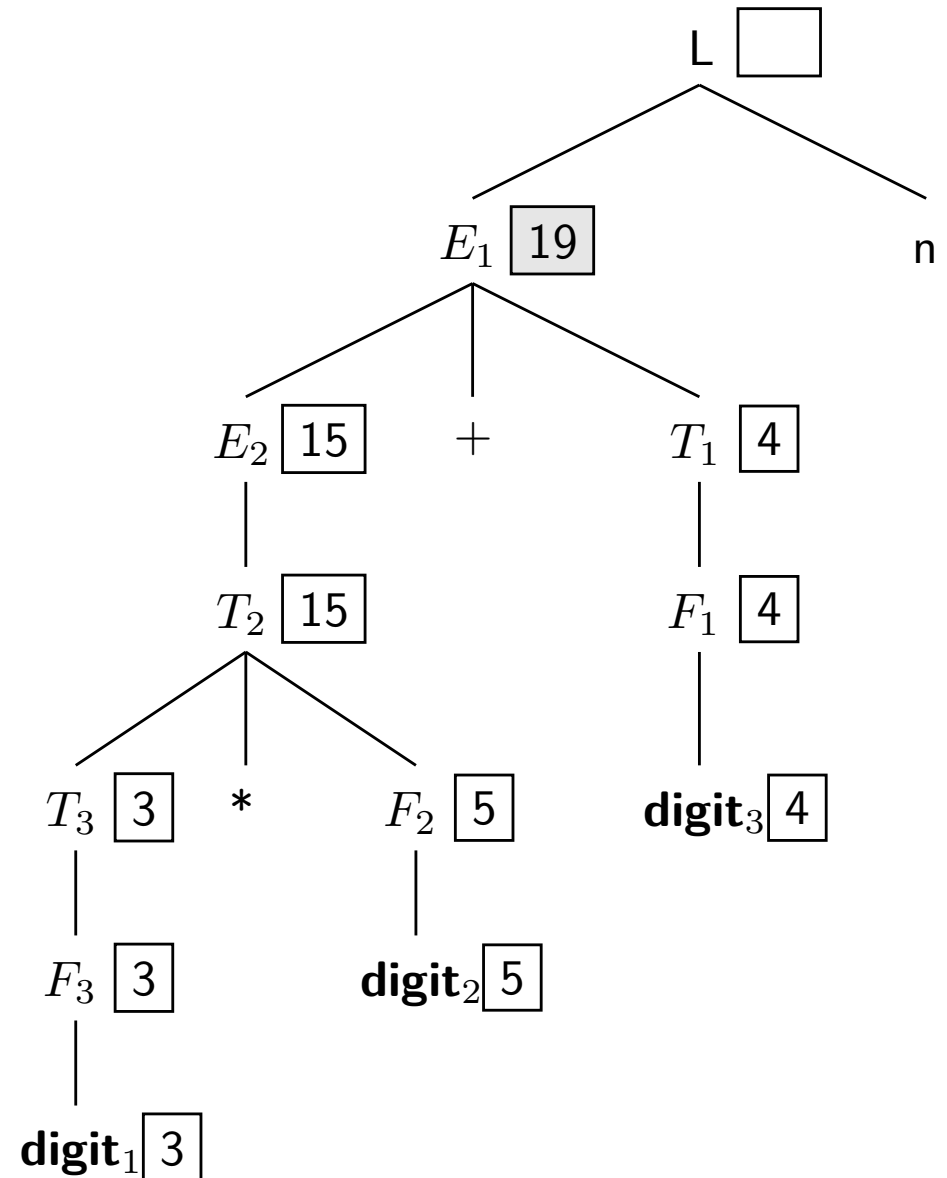 L
E₁ 19 n
E₂ 15 + T₁ 4
T₂ 15 F₁ 4
T₃ 3 * F₂ 5 digit₃ 4
F₃ 3 digit₂ 5
digit₁ 3